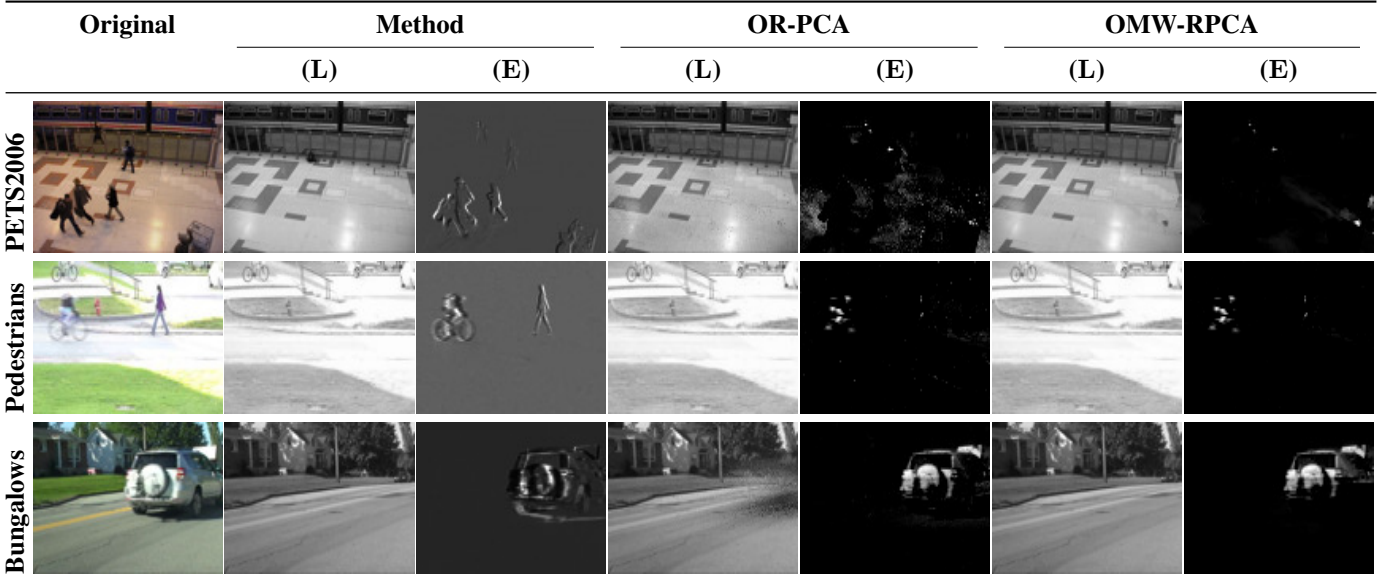 Original Method OR-PCA OMW-RPCA
(L) (E) (L) (E) (L) (E)
PETS2006
Pedestrians
Bungalows